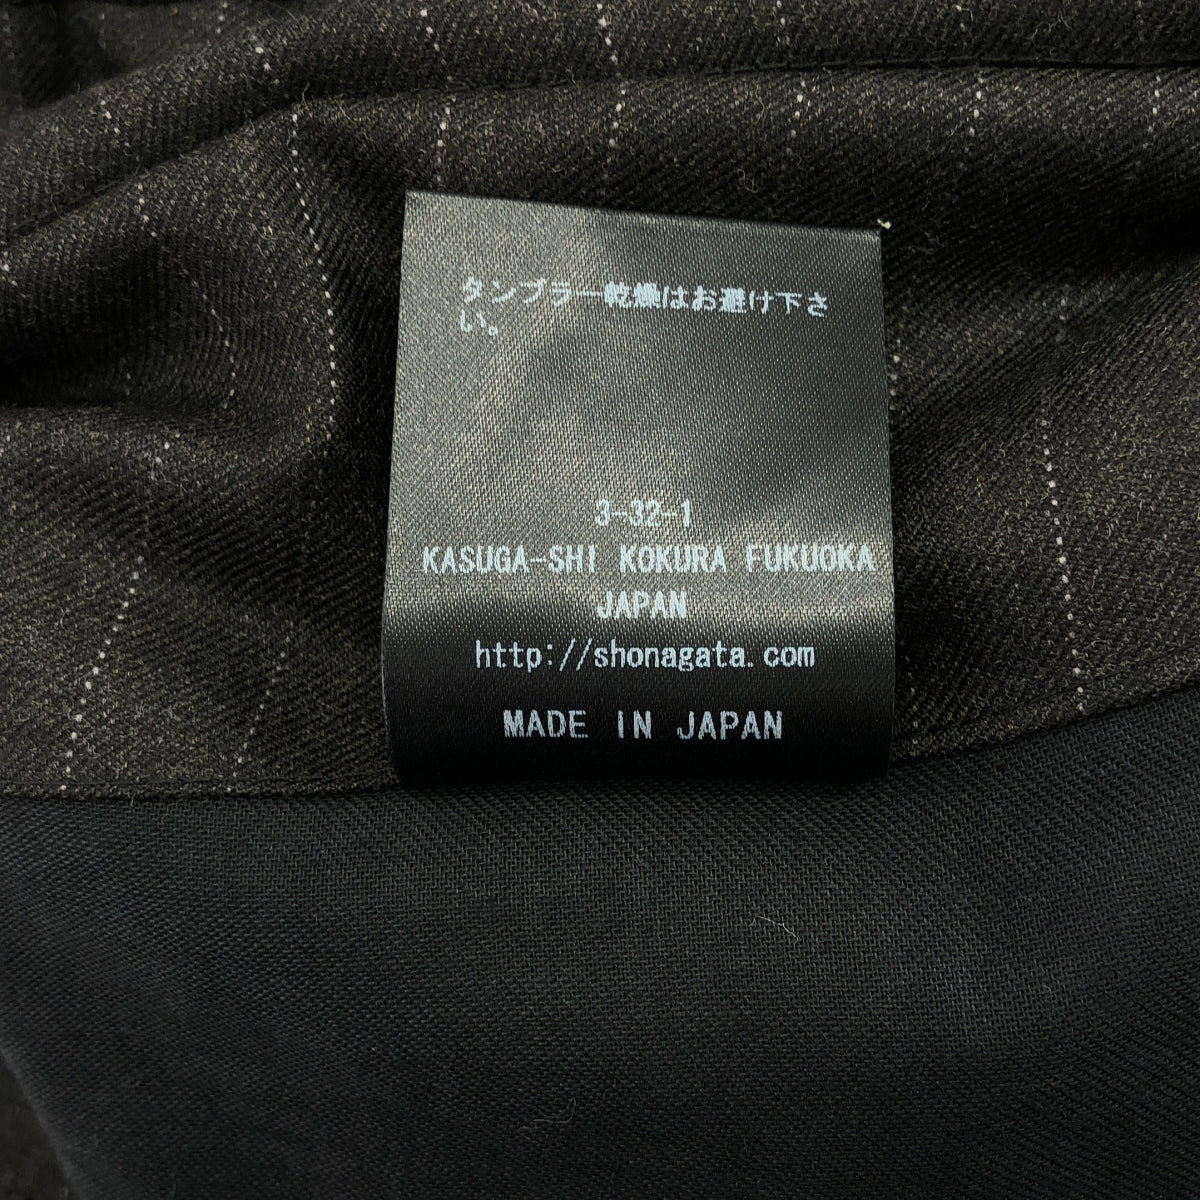 タンブラー乾燥はお避け下さ
い。
3-32-1
KASUGA-SHI KOKURA FUKUOKA
JAPAN
http://shonagata.com
MADE IN JAPAN